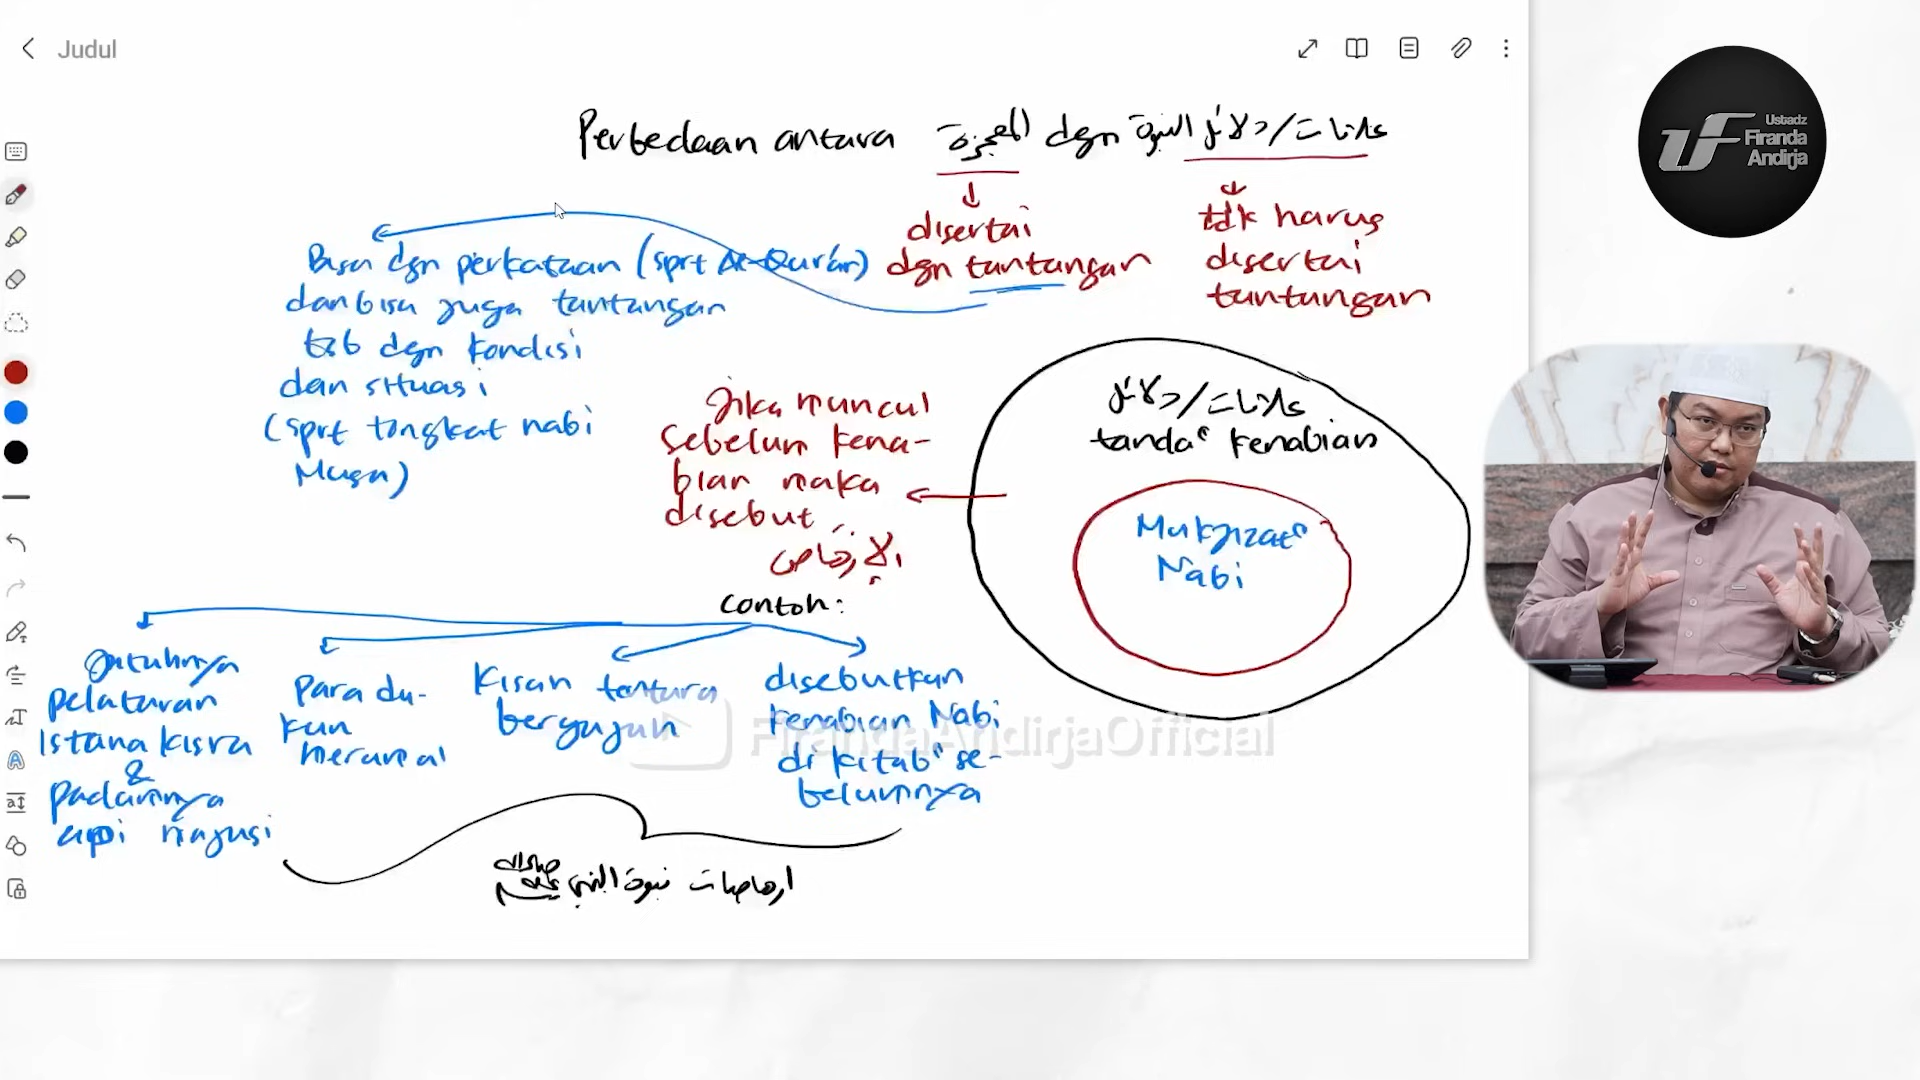 Judul
Ustadz
Firanda
Andirja
Perbedaan antara المعجزة dgn علامات/دلائل النبوة
disertai
dgn tantangan
tdk harus
disertai
tantangan
Bisa dgn perkataan (sprt Al-Qur'an)
dan bisa juga tantangan
tsb dgn kondisi
dan situasi
(sprt tongkat nabi
Musa)
jika muncul
sebelum kena-
bian maka
disebut
الإرهاص
علامات/دلائل
tanda² kenabian
Mukjizat²
Nabi
contoh:
jatuhnya
pelataran
istana kisra
&
padamnya
api majusi
Para du-
kun
meramal
Kisah tentara
bergajah
disebutkan
kenabian Nabi
di kitab² se-
belumnya
FirandaAndirjaOfficial
ارهاصات نبوة النبي صلى الله عليه وسلم